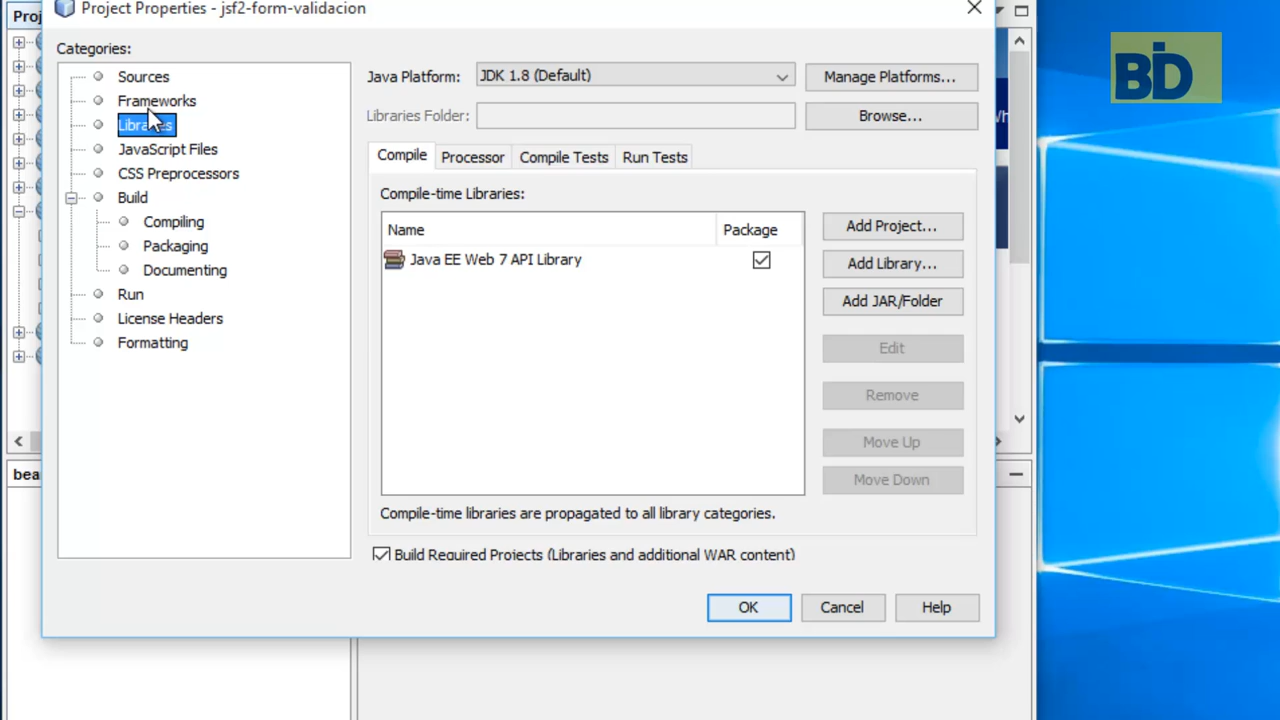 Proj
Project Properties - jsf2-form-validacion
Categories:
Sources
Frameworks
Libraries
JavaScript Files
CSS Preprocessors
Build
Compiling
Packaging
Documenting
Run
License Headers
Formatting
Java Platform:
JDK 1.8 (Default)
Manage Platforms...
Libraries Folder:
Browse...
Compile
Processor
Compile Tests
Run Tests
Compile-time Libraries:
Name
Package
Java EE Web 7 API Library
Add Project...
Add Library...
Add JAR/Folder
Edit
Remove
Move Up
Move Down
Compile-time libraries are propagated to all library categories.
Build Required Projects (Libraries and additional WAR content)
OK
Cancel
Help
bea
BID